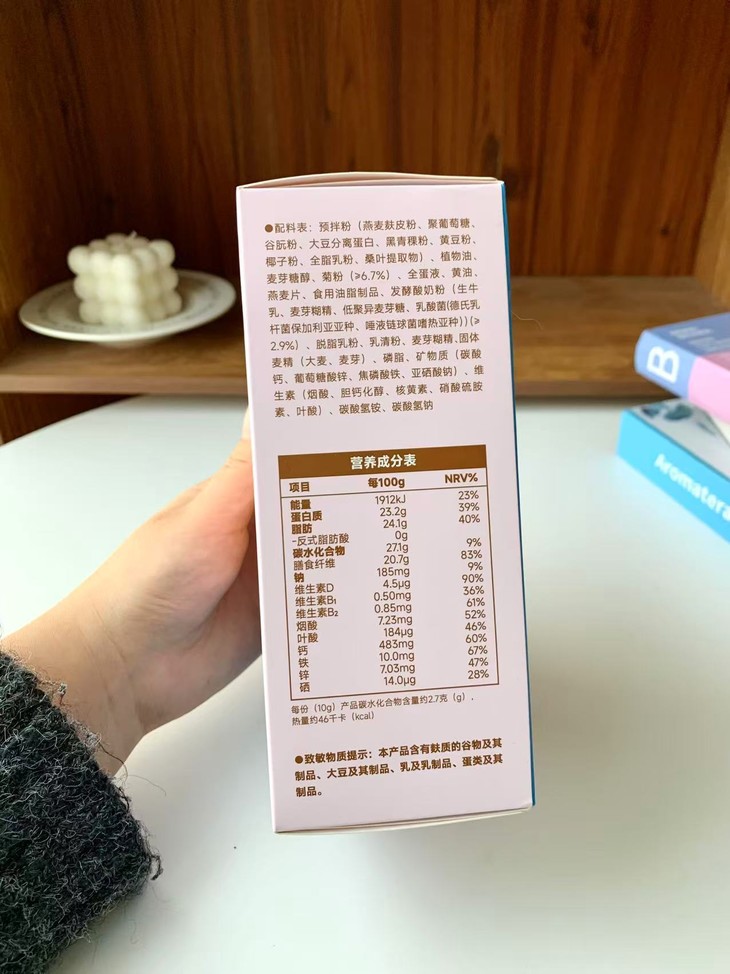 ●配料表：预拌粉（燕麦麸皮粉、聚葡萄糖、
谷朊粉、大豆分离蛋白、黑青稞粉、黄豆粉、
椰子粉、全脂乳粉、桑叶提取物）、植物油、
麦芽糖醇、菊粉（≥6.7%）、全蛋液、黄油、
燕麦片、食用油脂制品、发酵酸奶粉（生牛
乳、麦芽糊精、低聚异麦芽糖、乳酸菌(德氏乳
杆菌保加利亚亚种、唾液链球菌嗜热亚种))(≥
2.9%）、脱脂乳粉、乳清粉、麦芽糊精、固体
麦精（大麦、麦芽）、磷脂、矿物质（碳酸
钙、葡萄糖酸锌、焦磷酸铁、亚硒酸钠）、维
生素（烟酸、胆钙化醇、核黄素、硝酸硫胺
素、叶酸）、碳酸氢铵、碳酸氢钠
营养成分表
项目 每100g NRV%
能量 1912kJ 23%
蛋白质 23.2g 39%
脂肪 24.1g 40%
-反式脂肪酸 0g
碳水化合物 27.1g 9%
膳食纤维 20.7g 83%
钠 185mg 9%
维生素D 4.5μg 90%
维生素B₁ 0.50mg 36%
维生素B₂ 0.85mg 61%
烟酸 7.23mg 52%
叶酸 184μg 46%
钙 483mg 60%
铁 10.0mg 67%
锌 7.03mg 47%
硒 14.0μg 28%
每份（10g）产品碳水化合物含量约2.7克（g），
热量约46千卡（kcal）
●致敏物质提示：本产品含有麸质的谷物及其
制品、大豆及其制品、乳及乳制品、蛋类及其
制品。
B
Aromatera